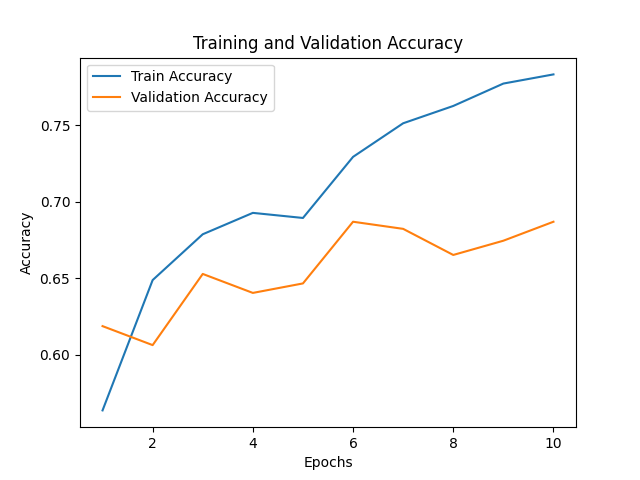 Training and Validation Accuracy
Train Accuracy
Validation Accuracy
Accuracy
0.75
0.70
0.65
0.60
2
4
6
8
10
Epochs